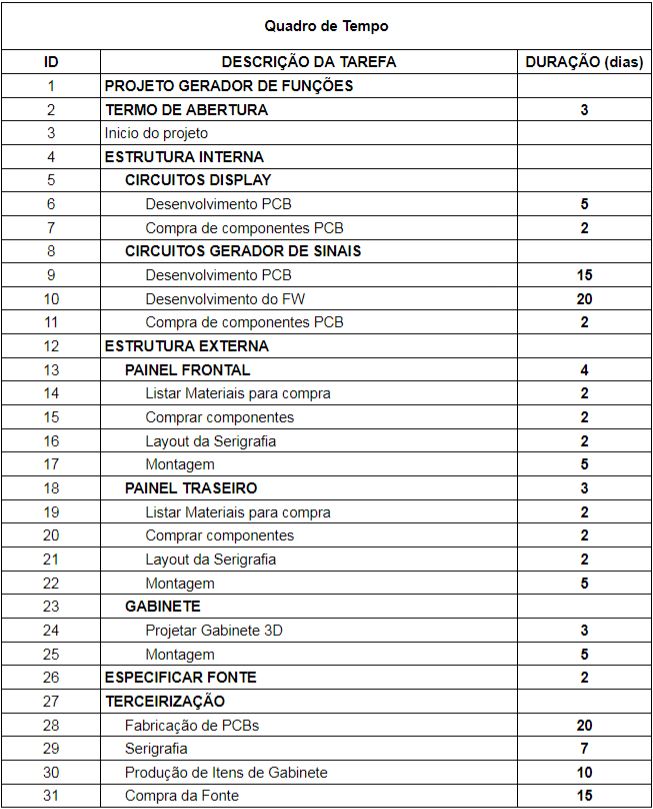 Quadro de Tempo
ID DESCRIÇÃO DA TAREFA DURAÇÃO (dias)
1 PROJETO GERADOR DE FUNÇÕES
2 TERMO DE ABERTURA 3
3 Inicio do projeto
4 ESTRUTURA INTERNA
5 CIRCUITOS DISPLAY
6 Desenvolvimento PCB 5
7 Compra de componentes PCB 2
8 CIRCUITOS GERADOR DE SINAIS
9 Desenvolvimento PCB 15
10 Desenvolvimento do FW 20
11 Compra de componentes PCB 2
12 ESTRUTURA EXTERNA
13 PAINEL FRONTAL 4
14 Listar Materiais para compra 2
15 Comprar componentes 2
16 Layout da Serigrafia 2
17 Montagem 5
18 PAINEL TRASEIRO 3
19 Listar Materiais para compra 2
20 Comprar componentes 2
21 Layout da Serigrafia 2
22 Montagem 5
23 GABINETE
24 Projetar Gabinete 3D 3
25 Montagem 5
26 ESPECIFICAR FONTE 2
27 TERCEIRIZAÇÃO
28 Fabricação de PCBs 20
29 Serigrafia 7
30 Produção de Itens de Gabinete 10
31 Compra da Fonte 15